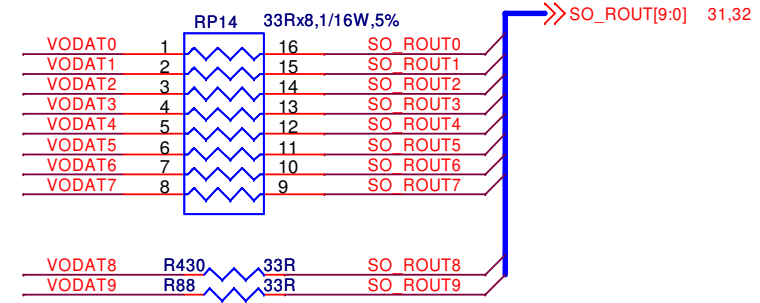 SO_ROUT[9:0] 31,32
RP14 33Rx8,1/16W,5%
VODAT0 1 16 SO_ROUT0
VODAT1 2 15 SO_ROUT1
VODAT2 3 14 SO_ROUT2
VODAT3 4 13 SO_ROUT3
VODAT4 5 12 SO_ROUT4
VODAT5 6 11 SO_ROUT5
VODAT6 7 10 SO_ROUT6
VODAT7 8 9 SO_ROUT7
VODAT8 R430 33R SO_ROUT8
VODAT9 R88 33R SO_ROUT9